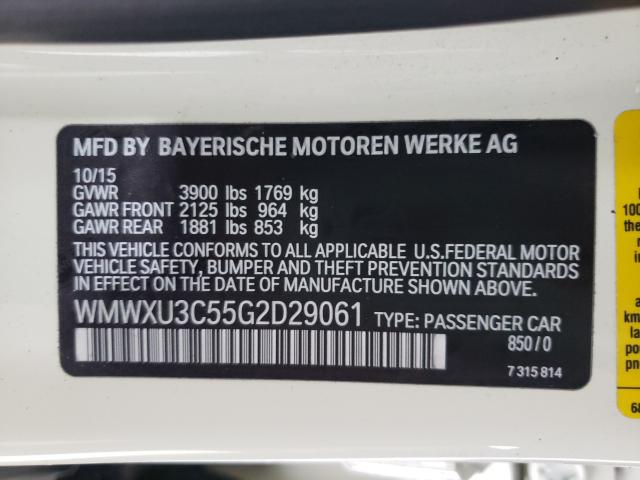 MFD BY BAYERISCHE MOTOREN WERKE AG
10/15
GVWR 3900 lbs 1769 kg
GAWR FRONT 2125 lbs 964 kg
GAWR REAR 1881 lbs 853 kg
THIS VEHICLE CONFORMS TO ALL APPLICABLE U.S.FEDERAL MOTOR
VEHICLE SAFETY, BUMPER AND THEFT PREVENTION STANDARDS
IN EFFECT ON THE DATE OF MANUFACTURE SHOWN ABOVE.
WMWXU3C55G2D29061 TYPE: PASSENGER CAR
850/0
7 315 814
100
the